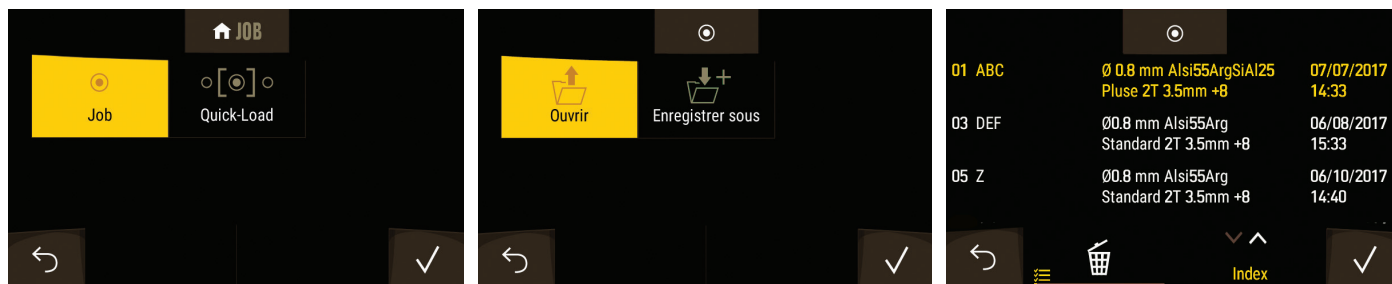 JOB
Job
Quick-Load
Ouvrir
Enregistrer sous
01 ABC Ø 0.8 mm Alsi55ArgSiAl25 07/07/2017
Pluse 2T 3.5mm +8 14:33
03 DEF Ø0.8 mm Alsi55Arg 06/08/2017
Standard 2T 3.5mm +8 15:33
05 Z Ø0.8 mm Alsi55Arg 06/10/2017
Standard 2T 3.5mm +8 14:40
Index